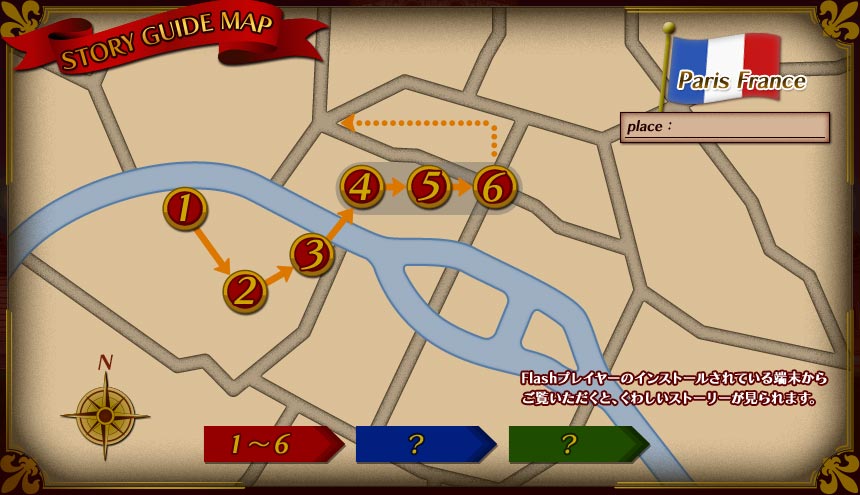 STORY GUIDE MAP
Paris France
place：
4
5
6
1
3
2
N
Flashプレイヤーのインストールされている端末から
ご覧いただくと、くわしいストーリーが見られます。
1～6
?
?